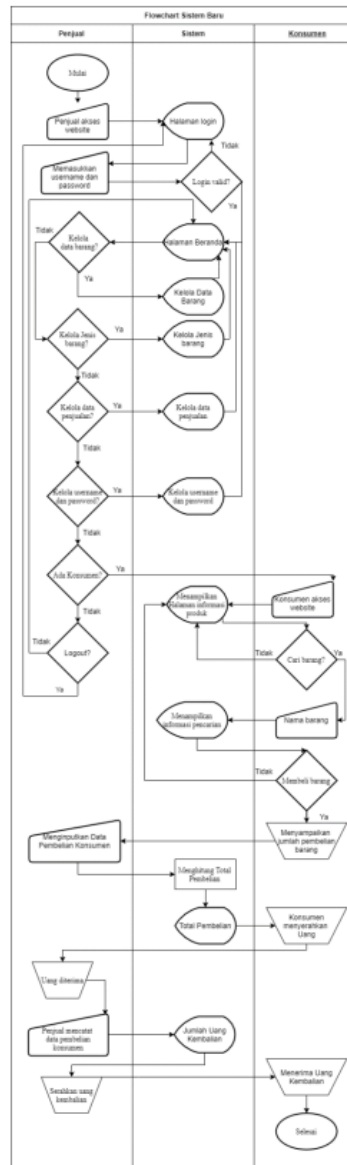 Flowchart Sistem Baru
Penjual
Sistem
Konsumen
Mulai
Penjual akses
website
Halaman login
Tidak
Memasukkan
username dan
password
Login valid?
Ya
Tidak
Kelola
data barang?
Halaman Beranda
Ya
Kelola Data
Barang
Kelola Jenis
barang?
Ya
Kelola Jenis
barang
Tidak
Kelola data
penjualan?
Ya
Kelola data
penjualan
Tidak
Kelola username
dan password?
Ya
Kelola username
dan password
Tidak
Ada Konsumen?
Ya
Menampilkan
Halaman informasi
produk
Konsumen akses
website
Tidak
Tidak
Logout?
Ya
Tidak
Cari barang?
Ya
Menampilkan
informasi pencarian
Nama barang
Tidak
Membeli barang
Ya
Menginputkan Data
Pembelian Konsumen
Menyampaikan
jumlah pembelian
barang
Menghitung Total
Pembelian
Total Pembelian
Konsumen
menyerahkan
Uang
Uang diterima
Penjual mencatat
data pembelian
konsumen
Jumlah Uang
Kembalian
Serahkan uang
kembalian
Menerima Uang
Kembalian
Selesai